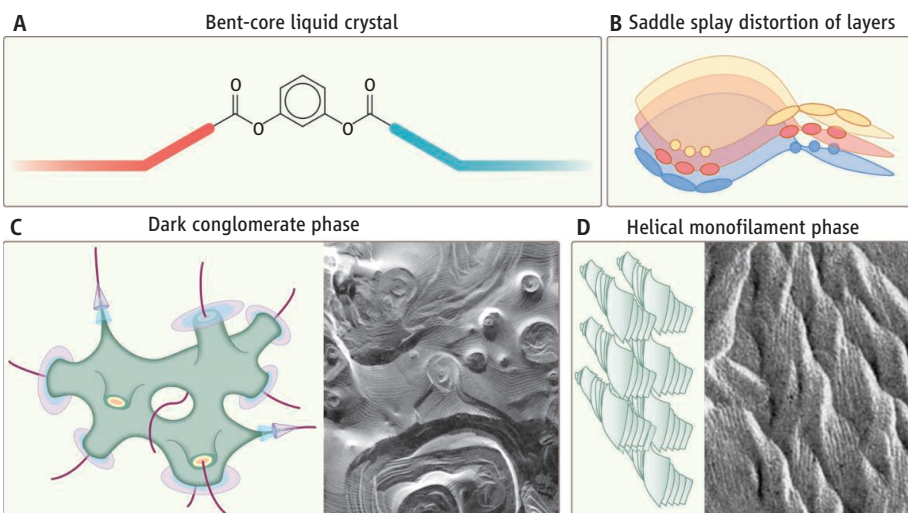 A Bent-core liquid crystal
B Saddle splay distortion of layers
O
O
O
O
C Dark conglomerate phase
D Helical monofilament phase